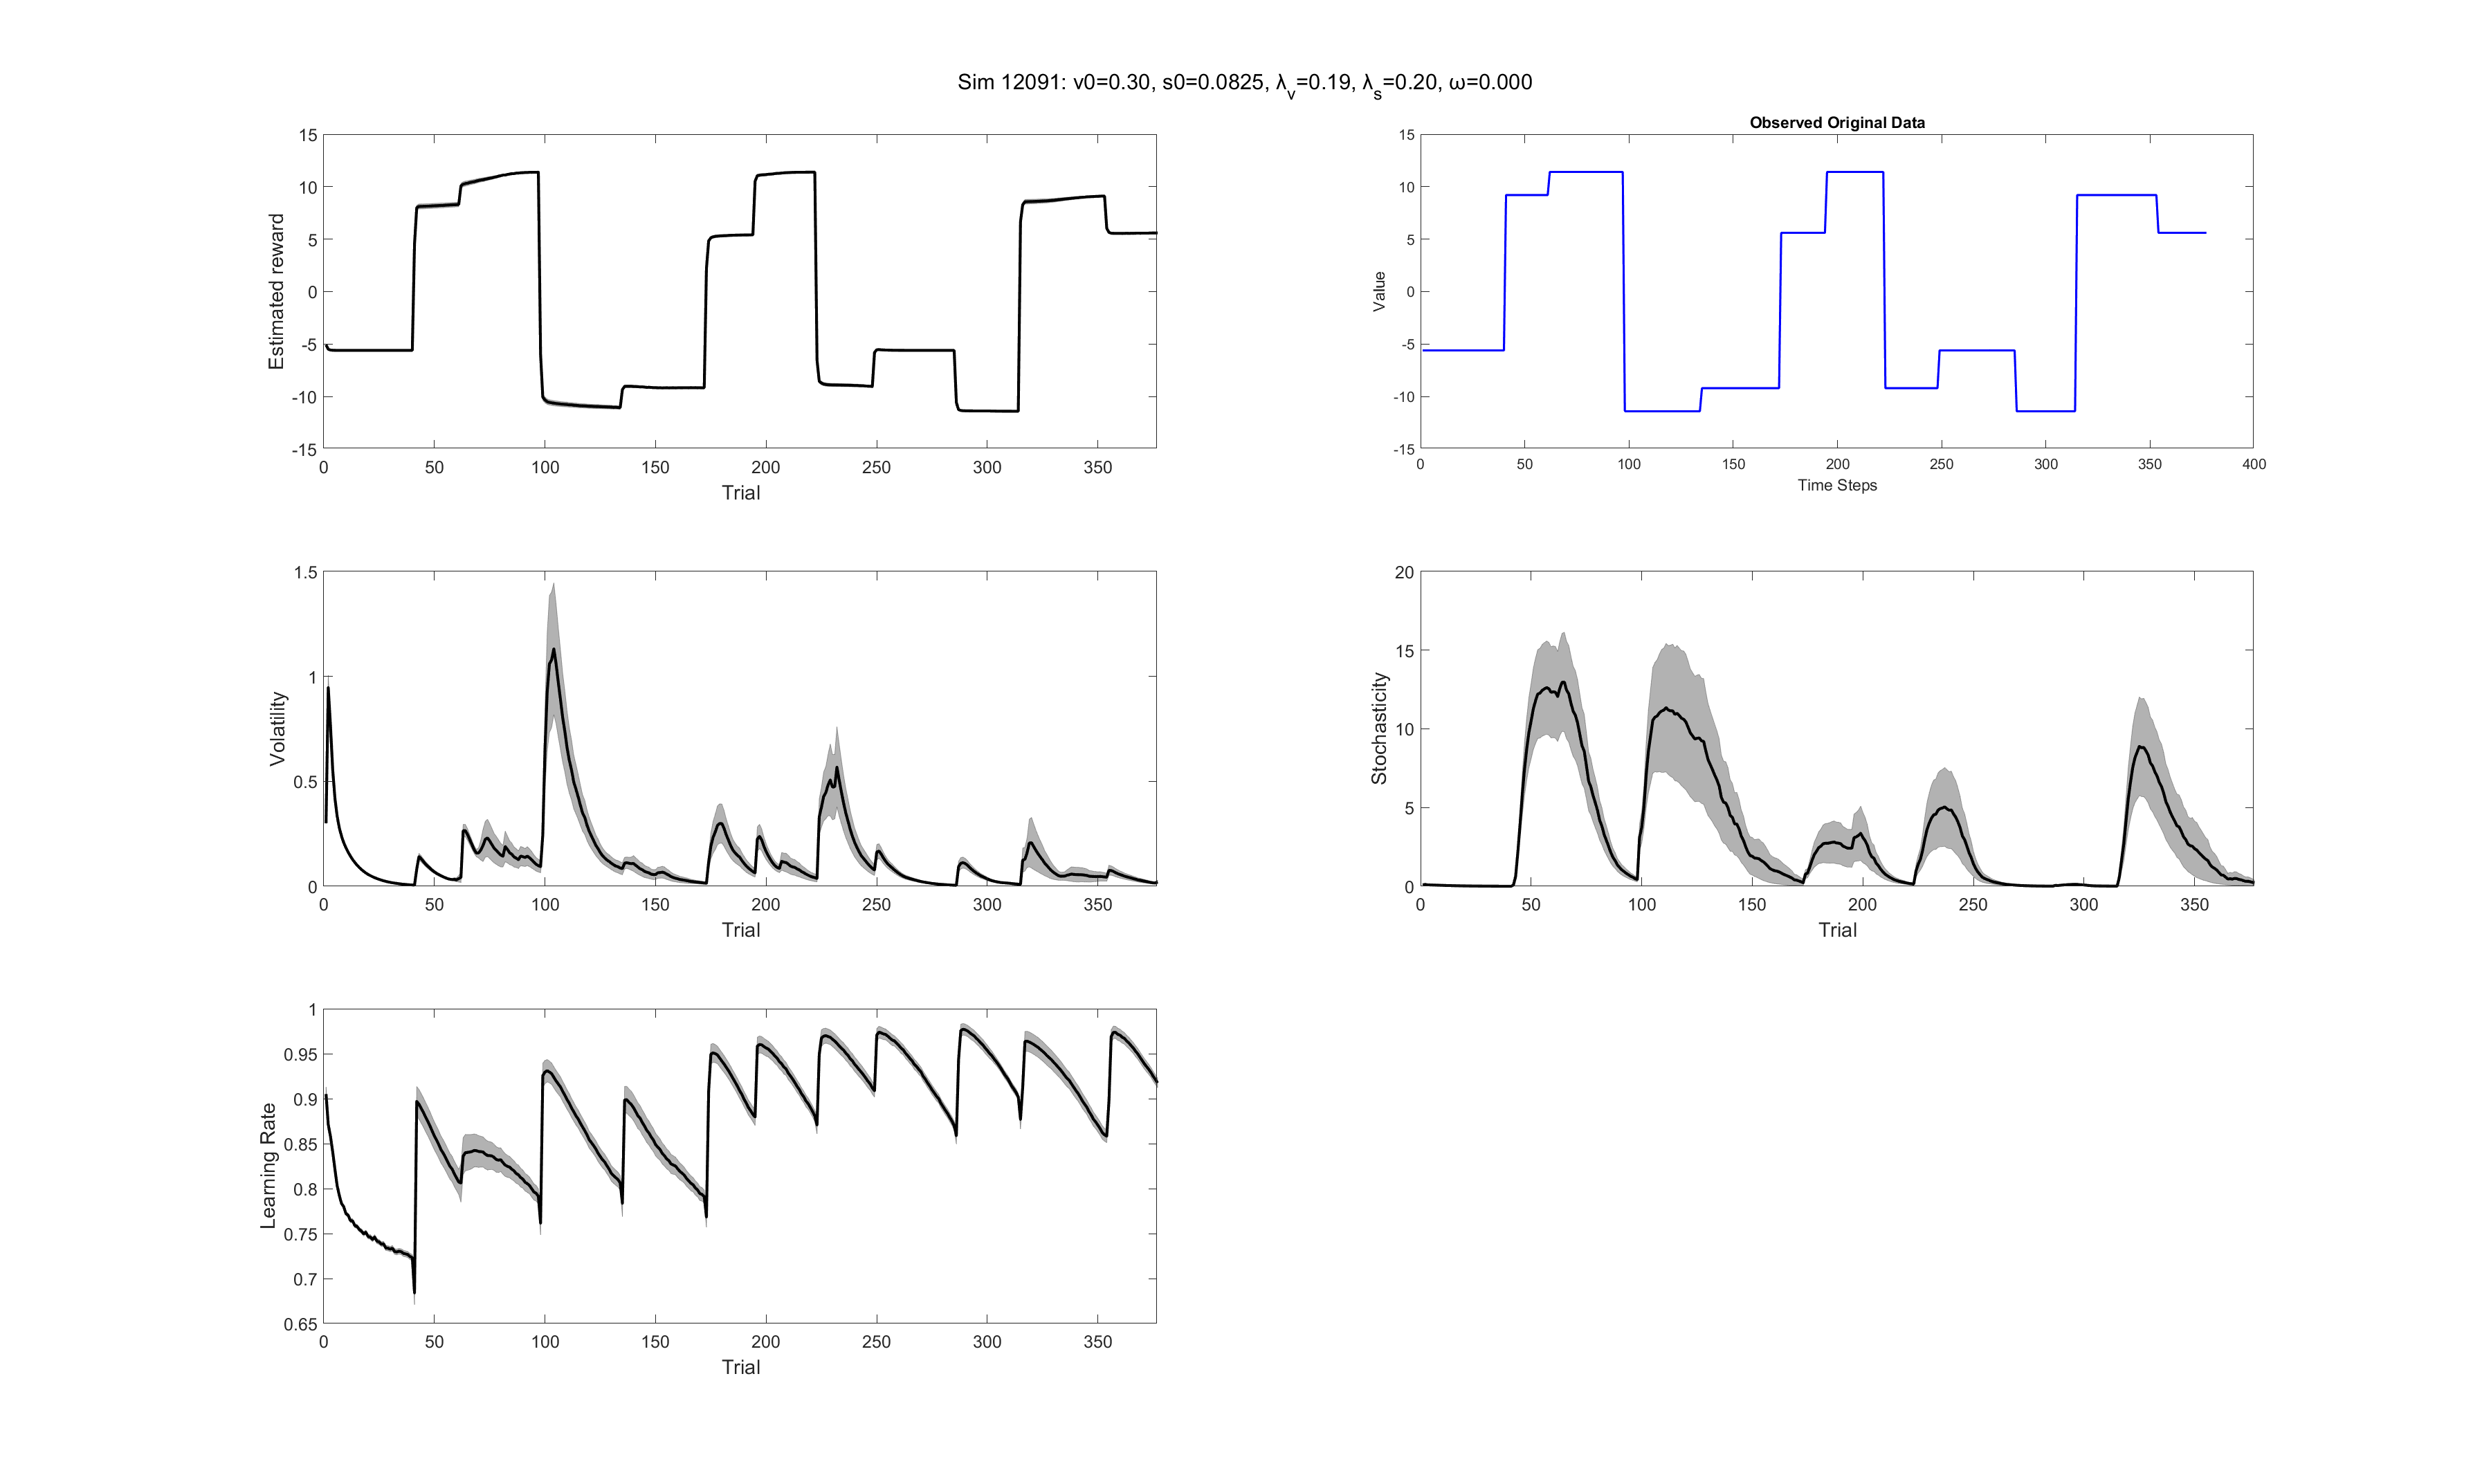 Sim 12091: v0=0.30, s0=0.0825, λv=0.19, λs=0.20, ω=0.000
15
10
5
0
-5
-10
-15
Estimated reward
0 50 100 150 200 250 300 350
Trial
Observed Original Data
15
10
5
0
-5
-10
-15
Value
0 50 100 150 200 250 300 350 400
Time Steps
1.5
1
0.5
0
Volatility
0 50 100 150 200 250 300 350
Trial
20
15
10
5
0
Stochasticity
0 50 100 150 200 250 300 350
Trial
1
0.95
0.9
0.85
0.8
0.75
0.7
0.65
Learning Rate
0 50 100 150 200 250 300 350
Trial